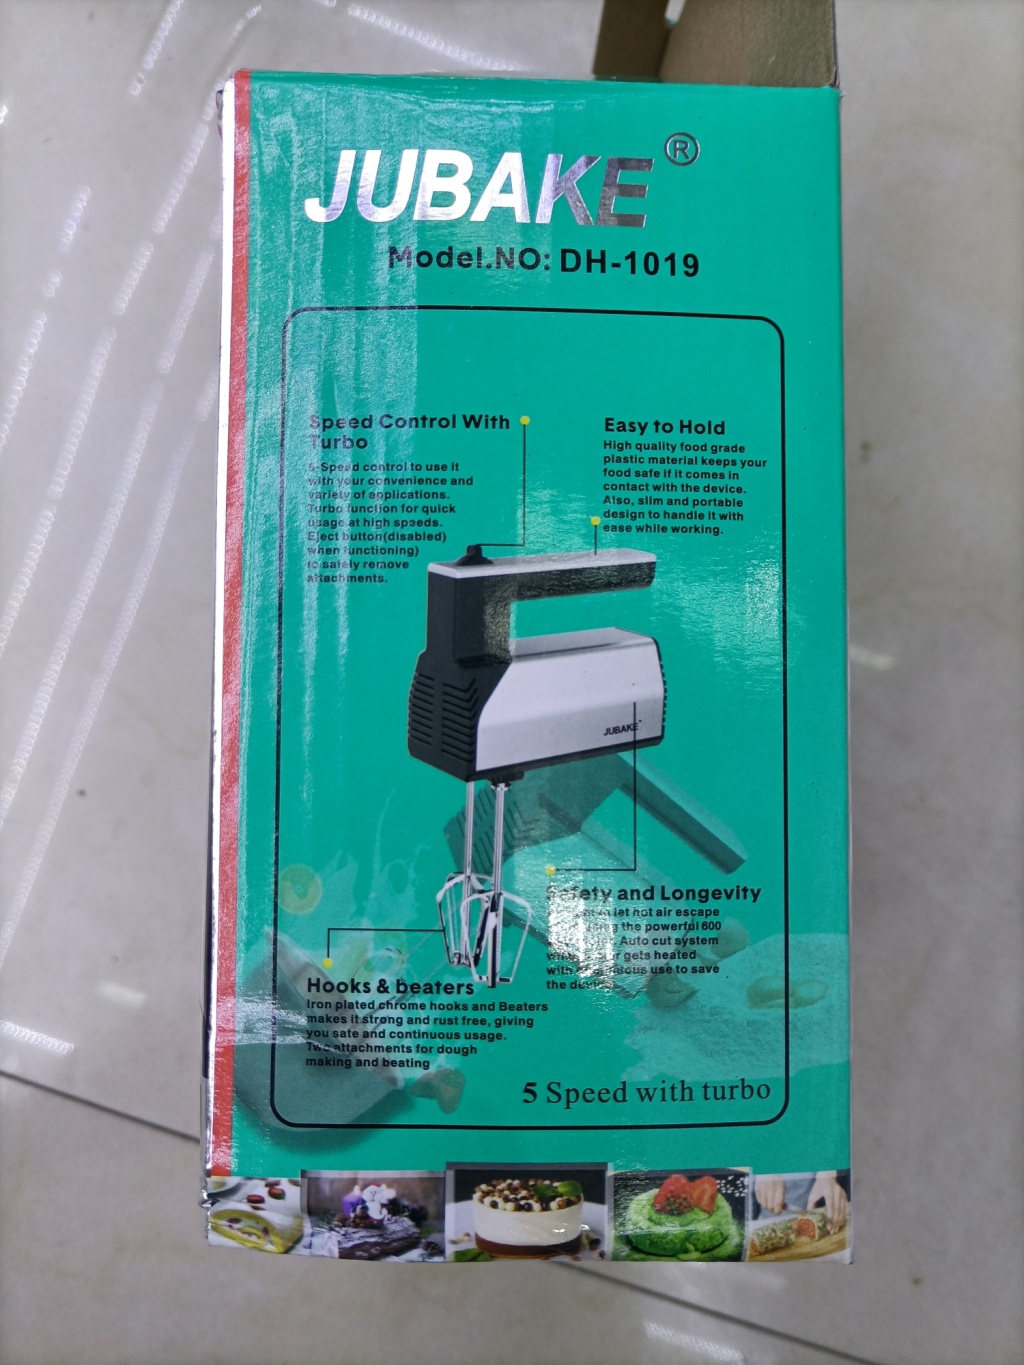 JUBAKE®
Model.NO: DH-1019
Speed Control With
Turbo
5-Speed control to use it
with your convenience and
variety of applications.
Turbo function for quick
usage at high speeds.
Eject button(disabled)
when functioning)
to safely remove
attachments.
Easy to Hold
High quality food grade
plastic material keeps your
food safe if it comes in
contact with the device.
Also, slim and portable
design to handle it with
ease while working.
JUBAKE
Safety and Longevity
let hot air escape
the powerful 600
Auto cut system
gets heated
with use to save
the
Hooks & beaters
Iron plated chrome hooks and Beaters
makes it strong and rust free, giving
you sate and continuous usage.
Two attachments for dough
making and beating
5 Speed with turbo